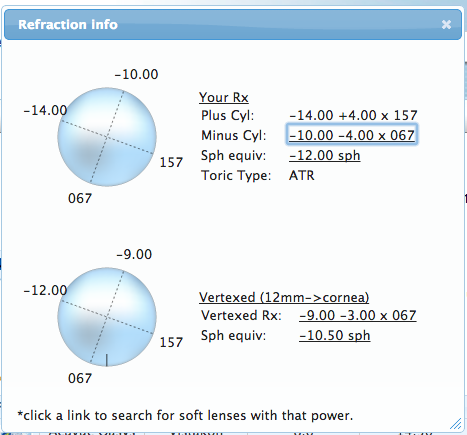 Refraction Info
-10.00
-14.00
157
067
Your Rx
Plus Cyl: -14.00 +4.00 x 157
Minus Cyl: -10.00 -4.00 x 067
Sph equiv: -12.00 sph
Toric Type: ATR
-9.00
-12.00
157
067
Vertexed (12mm->cornea)
Vertexed Rx: -9.00 -3.00 x 067
Sph equiv: -10.50 sph
*click a link to search for soft lenses with that power.